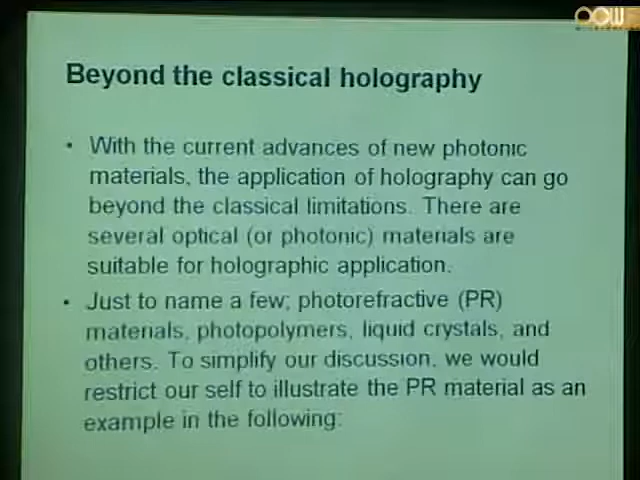 Beyond the classical holography
• With the current advances of new photonic
materials, the application of holography can go
beyond the classical limitations. There are
several optical (or photonic) materials are
suitable for holographic application.
• Just to name a few; photorefractive (PR)
materials, photopolymers, liquid crystals, and
others. To simplify our discussion, we would
restrict our self to illustrate the PR material as an
example in the following: